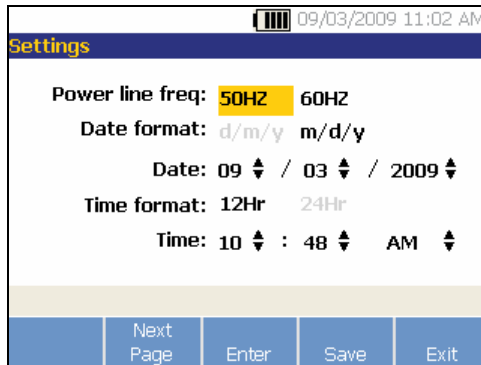 09/03/2009 11:02 AM
Settings
Power line freq: 50HZ 60HZ
Date format: d/m/y m/d/y
Date: 09 / 03 / 2009
Time format: 12Hr 24Hr
Time: 10 : 48 AM
Next Page Enter Save Exit